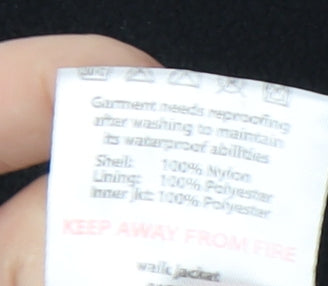 Garment needs reproofing
after washing to maintain
its waterproof abilities
Shell: 100% Nylon
Lining: 100% Polyester
Inner jkt: 100% Polyester
KEEP AWAY FROM FIRE
walk jacket